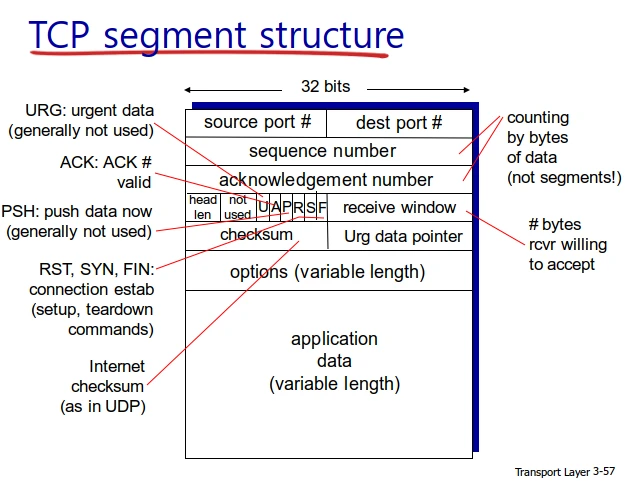 TCP segment structure
32 bits
URG: urgent data
(generally not used)
ACK: ACK #
valid
PSH: push data now
(generally not used)
RST, SYN, FIN:
connection estab
(setup, teardown
commands)
Internet
checksum
(as in UDP)
source port #
dest port #
sequence number
acknowledgement number
head
len
not
used
U A P R S F
receive window
checksum
Urg data pointer
options (variable length)
application
data
(variable length)
counting
by bytes
of data
(not segments!)
# bytes
rcvr willing
to accept
Transport Layer 3-57